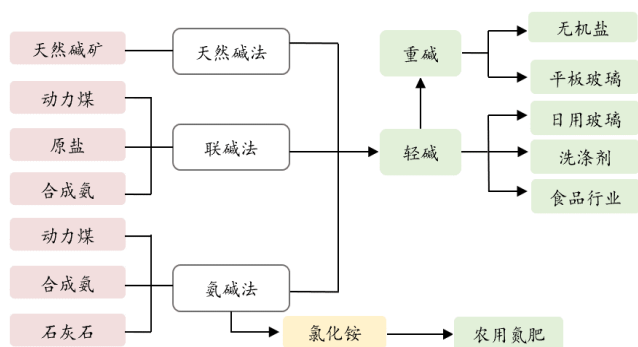 天然碱矿
天然碱法
动力煤
原盐
合成氨
联碱法
动力煤
合成氨
石灰石
氨碱法
氯化铵
农用氮肥
轻碱
重碱
无机盐
平板玻璃
日用玻璃
洗涤剂
食品行业